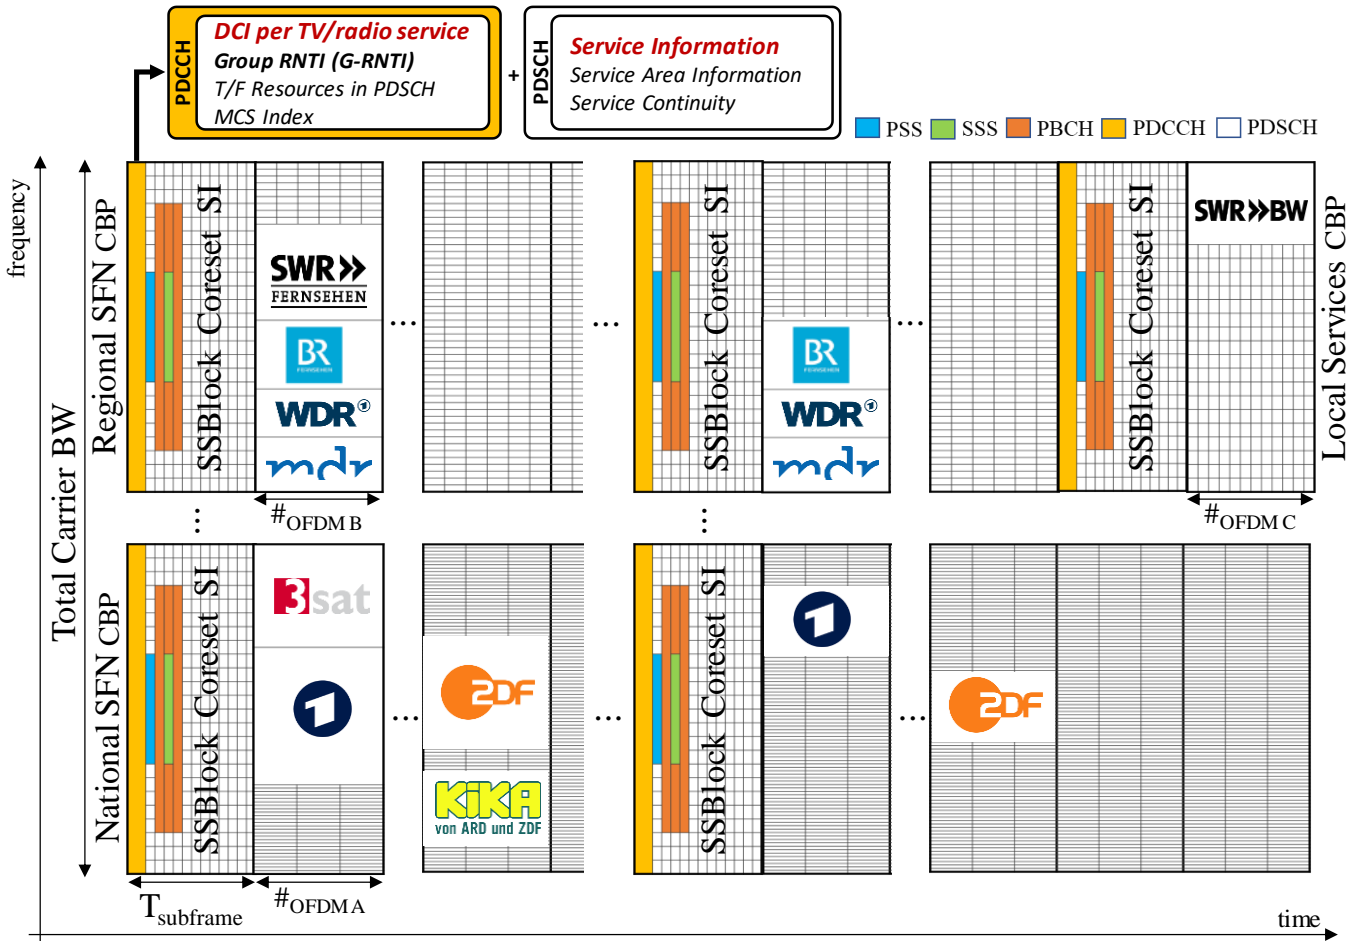 PDCCH
DCI per TV/radio service
Group RNTI (G-RNTI)
T/F Resources in PDSCH
MCS Index
+
PDSCH
Service Information
Service Area Information
Service Continuity
PSS
SSS
PBCH
PDCCH
PDSCH
frequency
Total Carrier BW
Regional SFN CBP
SSBlock Coreset SI
SWR»
FERNSEHEN
BR
FERNSEHEN
WDR
mdr
...
...
SSBlock Coreset SI
BR
FERNSEHEN
WDR
mdr
...
SSBlock Coreset SI
SWR»BW
Local Services CBP
#OFDM B
#OFDM C
...
...
National SFN CBP
SSBlock Coreset SI
3sat
1
...
ZDF
KiKA
von ARD und ZDF
...
SSBlock Coreset SI
1
...
ZDF
Tsubframe
#OFDM A
time